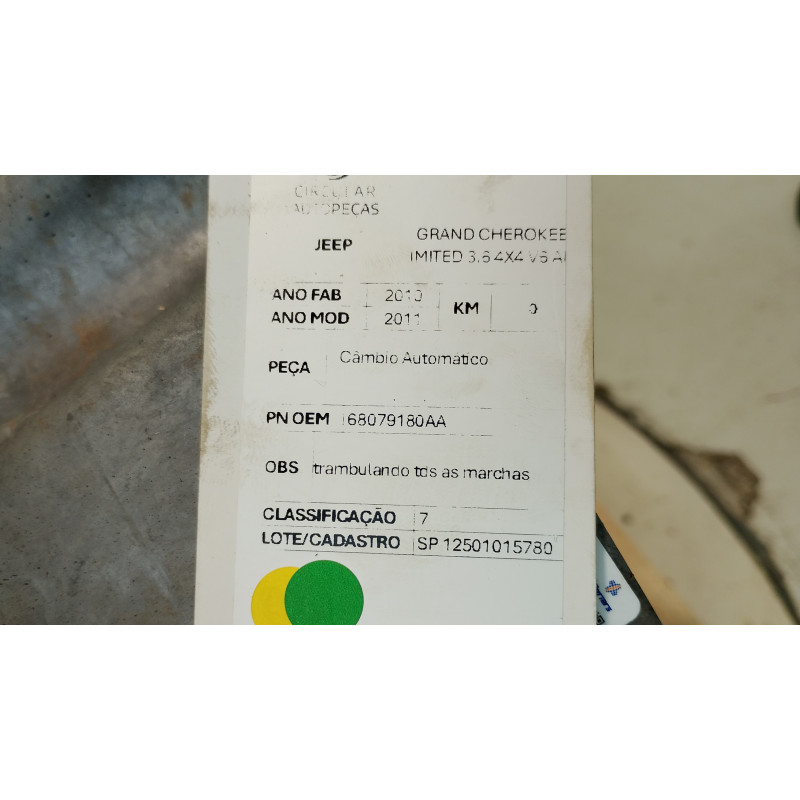 CIRCULAR
AUTOPEÇAS
JEEP
GRAND CHEROKEE
IMITED 3.6 4X4 V6 A
ANO FAB 2010
ANO MOD 2011
KM 0
PEÇA Câmbio Automático
PN OEM 68079180AA
OBS trambulando tds as marchas
CLASSIFICAÇÃO 7
LOTE/CADASTRO SP 12501015780